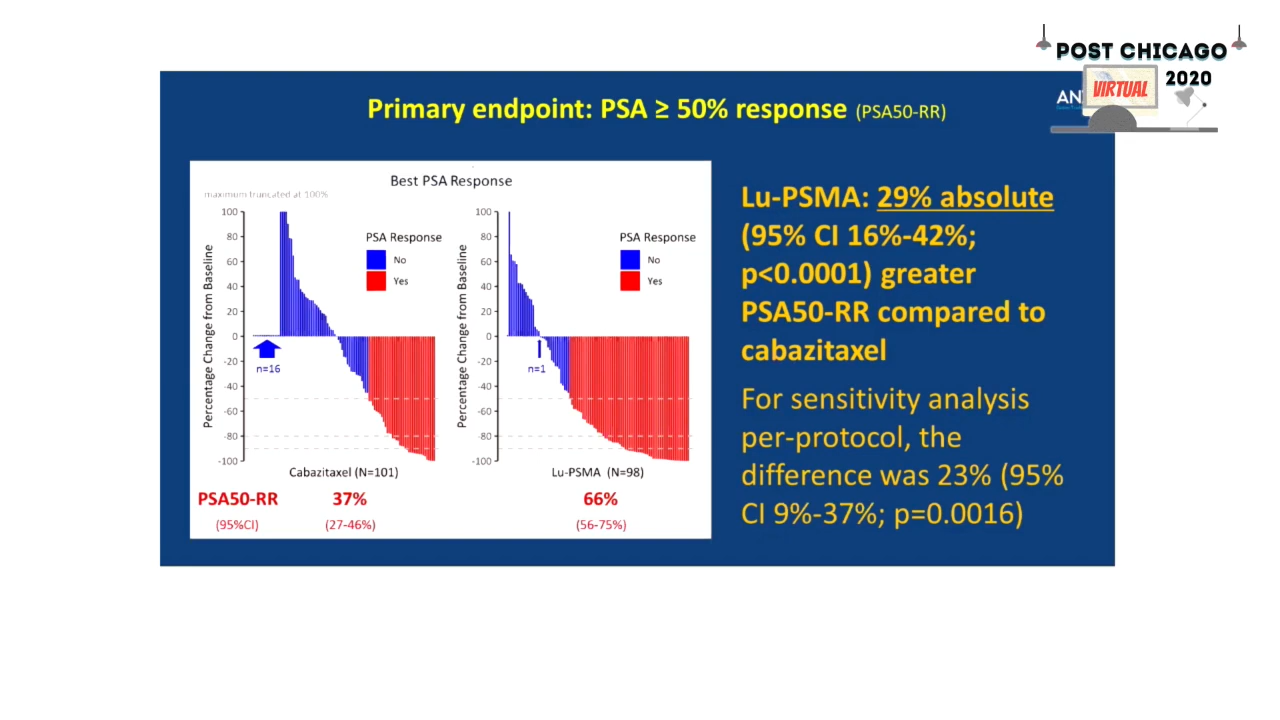 POST CHICAGO
2020
VIRTUAL
AN
Primary endpoint: PSA ≥ 50% response (PSA50-RR)
Best PSA Response
maximum truncated at 100%
Percentage Change from Baseline
100
80
60
40
20
0
-20
-40
-60
-80
-100
PSA Response
No
Yes
n=16
Cabazitaxel (N=101)
Percentage Change from Baseline
100
80
60
40
20
0
-20
-40
-60
-80
-100
PSA Response
No
Yes
n=1
Lu-PSMA (N=98)
PSA50-RR 37% 66%
(95%CI) (27-46%) (56-75%)
Lu-PSMA: 29% absolute
(95% CI 16%-42%;
p<0.0001) greater
PSA50-RR compared to
cabazitaxel
For sensitivity analysis
per-protocol, the
difference was 23% (95%
CI 9%-37%; p=0.0016)